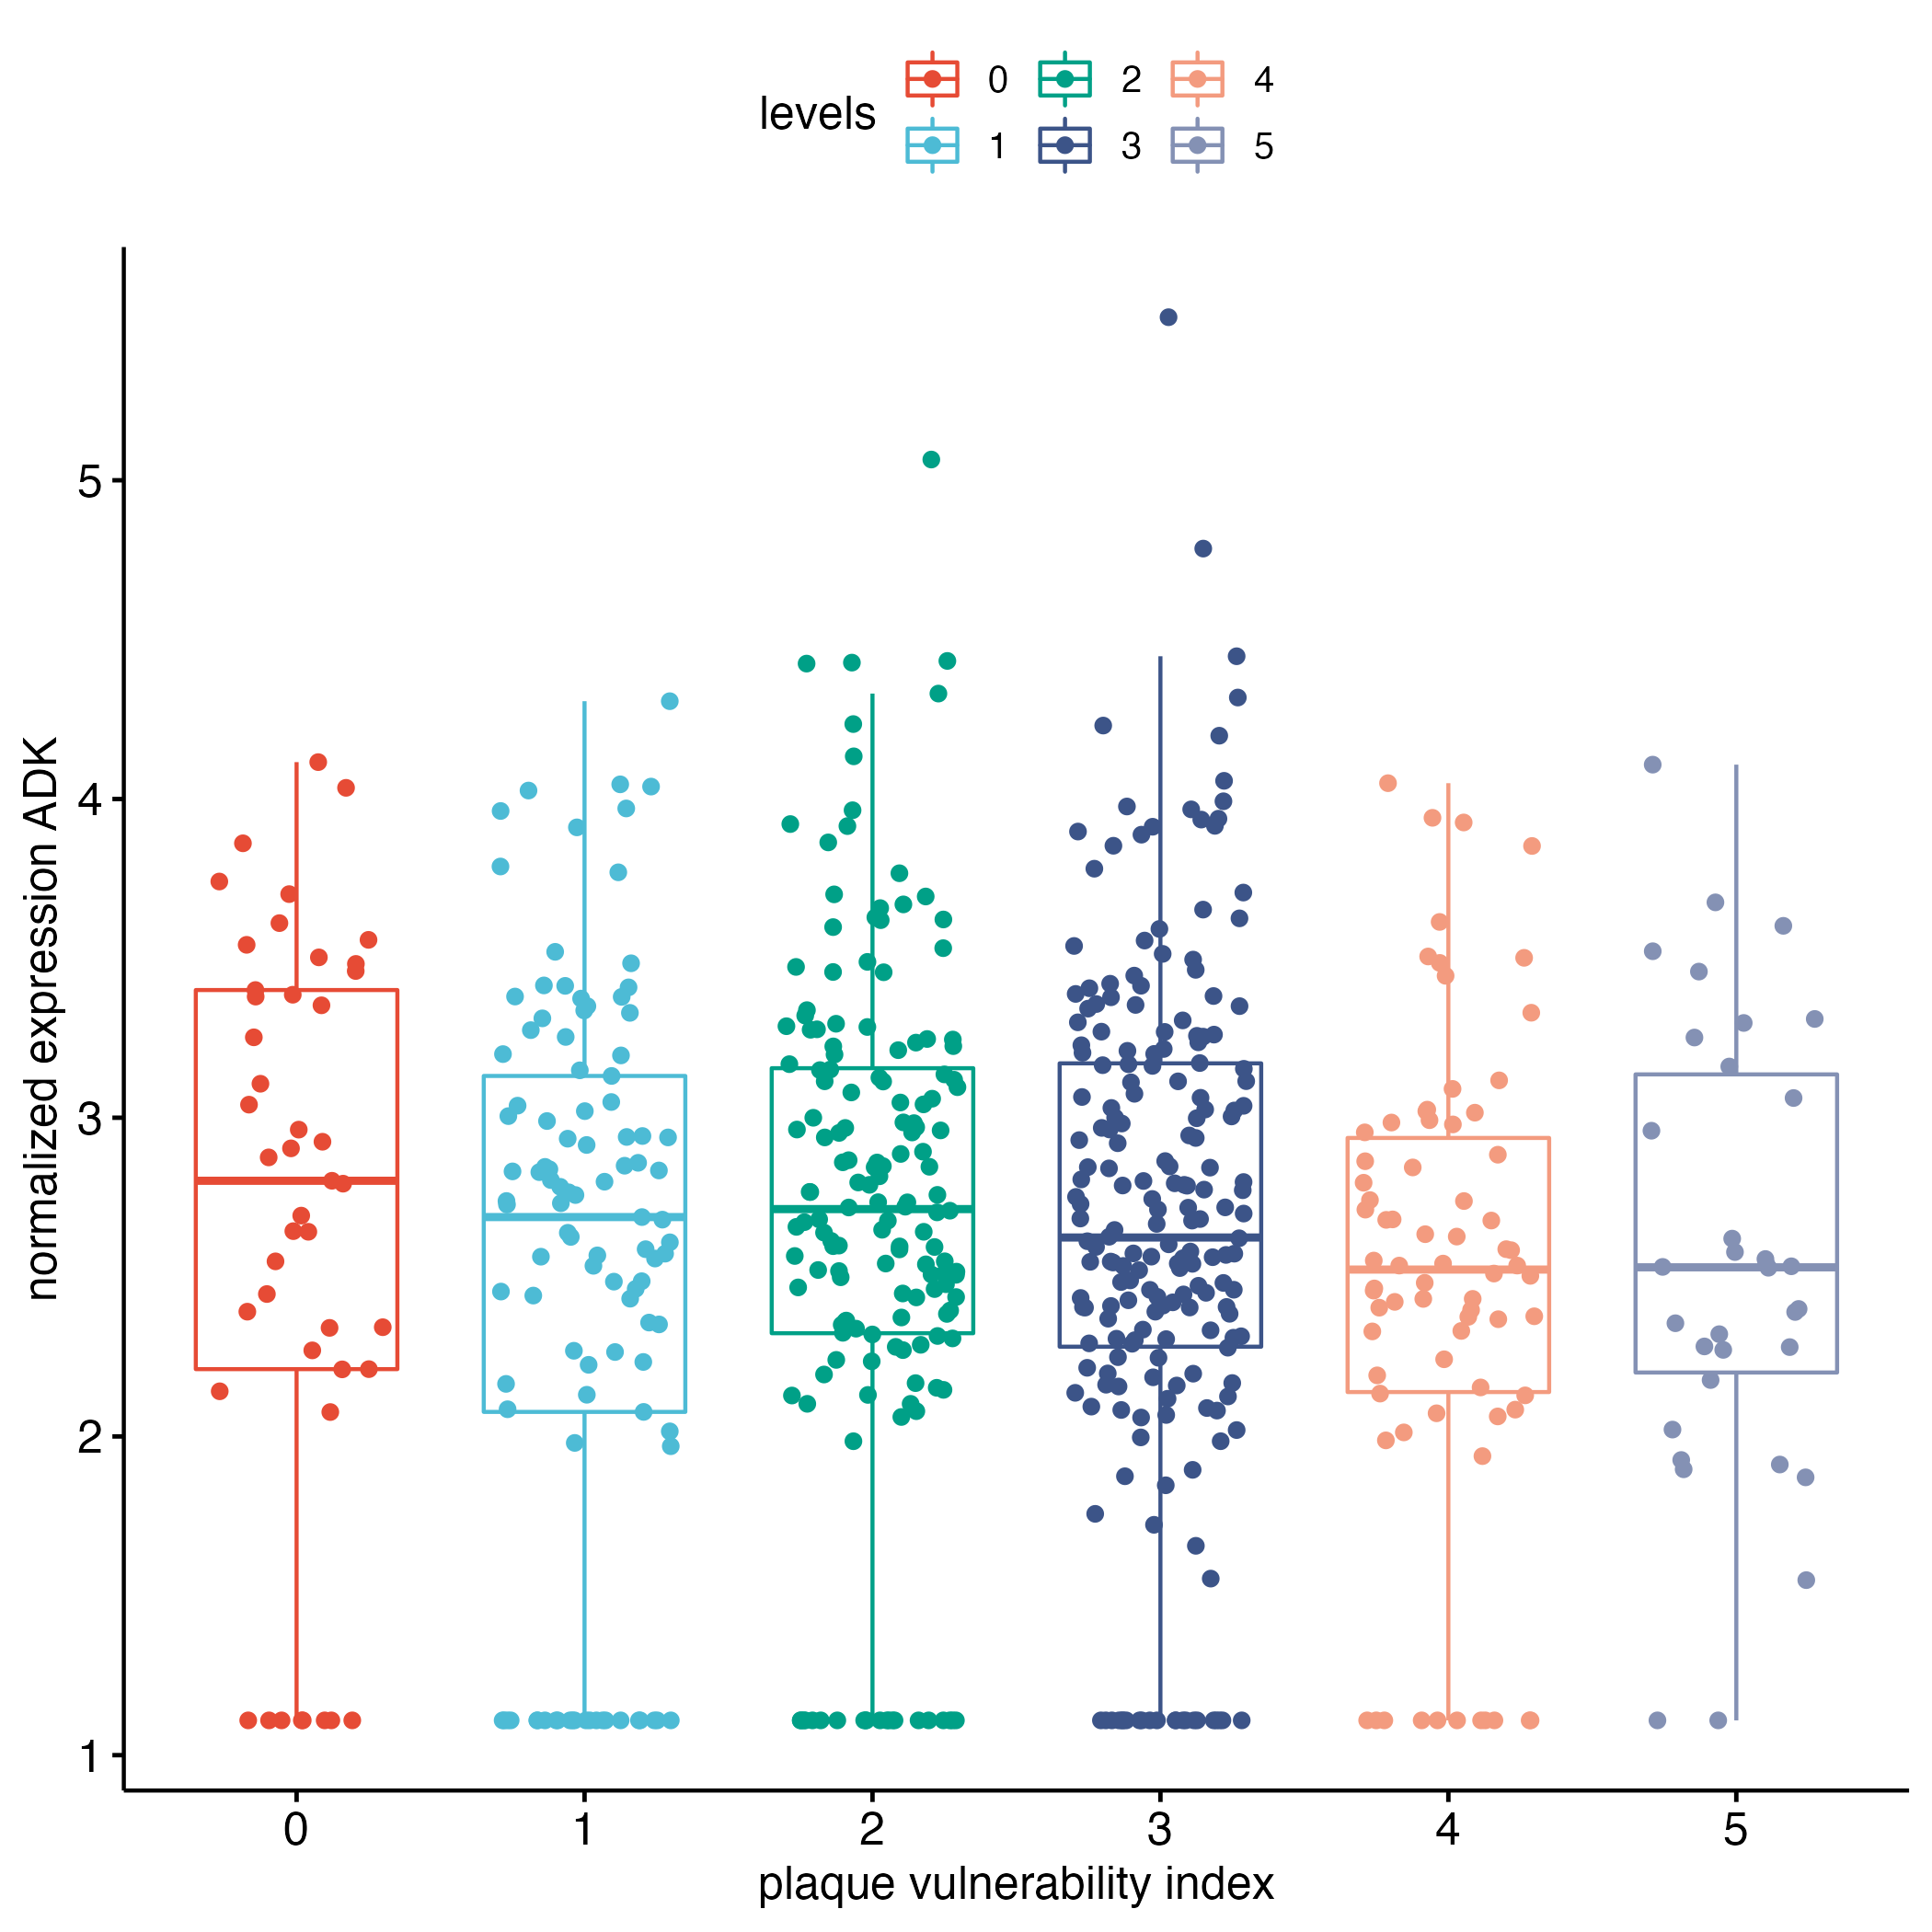 levels
0 2 4
1 3 5
normalized expression ADK
5
4
3
2
1
0 1 2 3 4 5
plaque vulnerability index